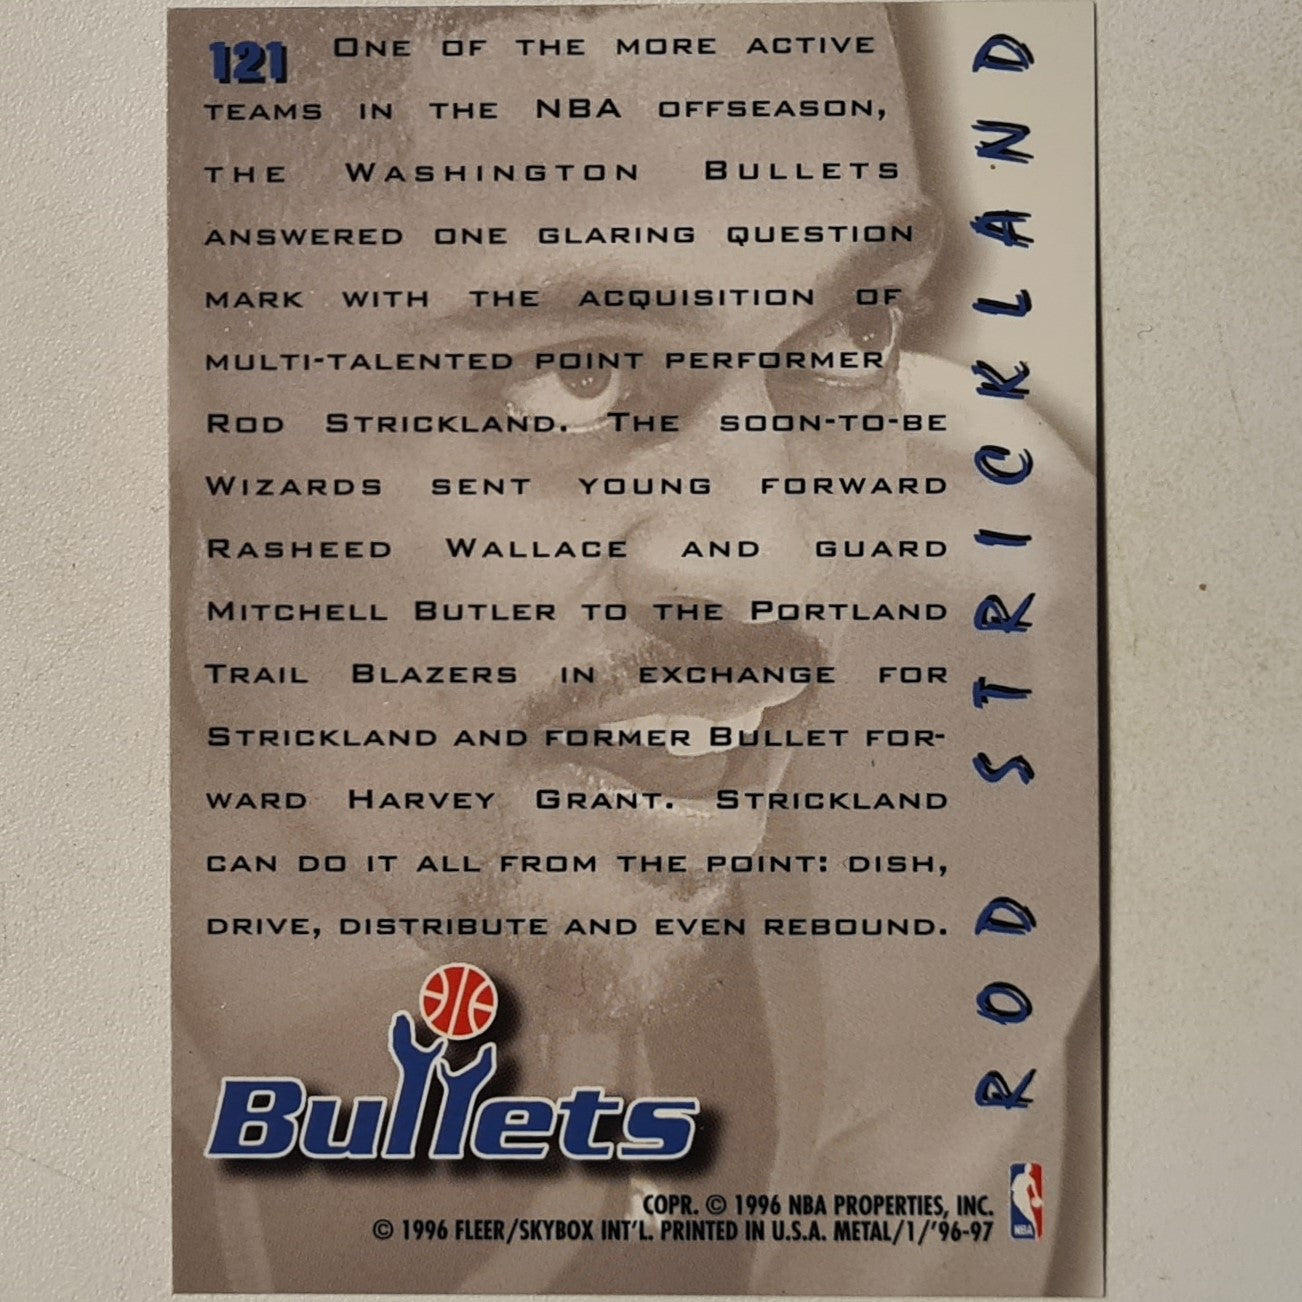 121 ONE OF THE MORE ACTIVE
TEAMS IN THE NBA OFFSEASON,
THE WASHINGTON BULLETS
ANSWERED ONE GLARING QUESTION
MARK WITH THE ACQUISITION OF
MULTI-TALENTED POINT PERFORMER
ROD STRICKLAND. THE SOON-TO-BE
WIZARDS SENT YOUNG FORWARD
RASHEED WALLACE AND GUARD
MITCHELL BUTLER TO THE PORTLAND
TRAIL BLAZERS IN EXCHANGE FOR
STRICKLAND AND FORMER BULLET FOR-
WARD HARVEY GRANT. STRICKLAND
CAN DO IT ALL FROM THE POINT: DISH,
DRIVE, DISTRIBUTE AND EVEN REBOUND.
ROD STRICKLAND
Bullets
COPR. © 1996 NBA PROPERTIES, INC.
© 1996 FLEER/SKYBOX INT'L. PRINTED IN U.S.A. METAL/1/'96-97
NBA